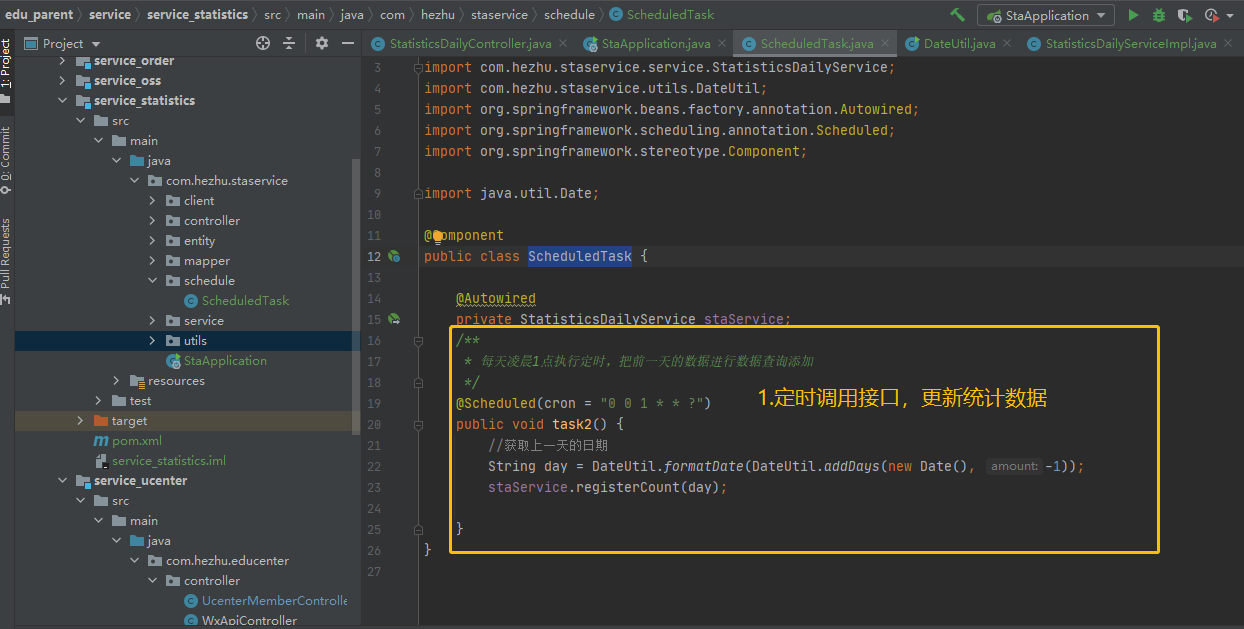 edu_parent service service_statistics src main java com hezhu staservice schedule ScheduledTask
StaApplication
1: Project
0: Commit
Pull Requests
Project
service_order
service_oss
service_statistics
src
main
java
com.hezhu.staservice
client
controller
entity
mapper
schedule
ScheduledTask
service
utils
StaApplication
resources
test
target
pom.xml
service_statistics.iml
service_ucenter
src
main
java
com.hezhu.educenter
controller
UcenterMemberControlle
WxApiController
StatisticsDailyController.java StaApplication.java ScheduledTask.java DateUtil.java StatisticsDailyServiceImpl.java
3 import com.hezhu.staservice.service.StatisticsDailyService;
4 import com.hezhu.staservice.utils.DateUtil;
5 import org.springframework.beans.factory.annotation.Autowired;
6 import org.springframework.scheduling.annotation.Scheduled;
7 import org.springframework.stereotype.Component;
8
9 import java.util.Date;
10
11 @Component
12 public class ScheduledTask {
13
14 @Autowired
15 private StatisticsDailyService staService;
16 /**
17 * 每天凌晨1点执行定时，把前一天的数据进行数据查询添加
18 */
19 @Scheduled(cron = "0 0 1 * * ?")
1.定时调用接口，更新统计数据
20 public void task2() {
21 //获取上一天的日期
22 String day = DateUtil.formatDate(DateUtil.addDays(new Date(), amount: -1));
23 staService.registerCount(day);
24
25 }
26 }
27